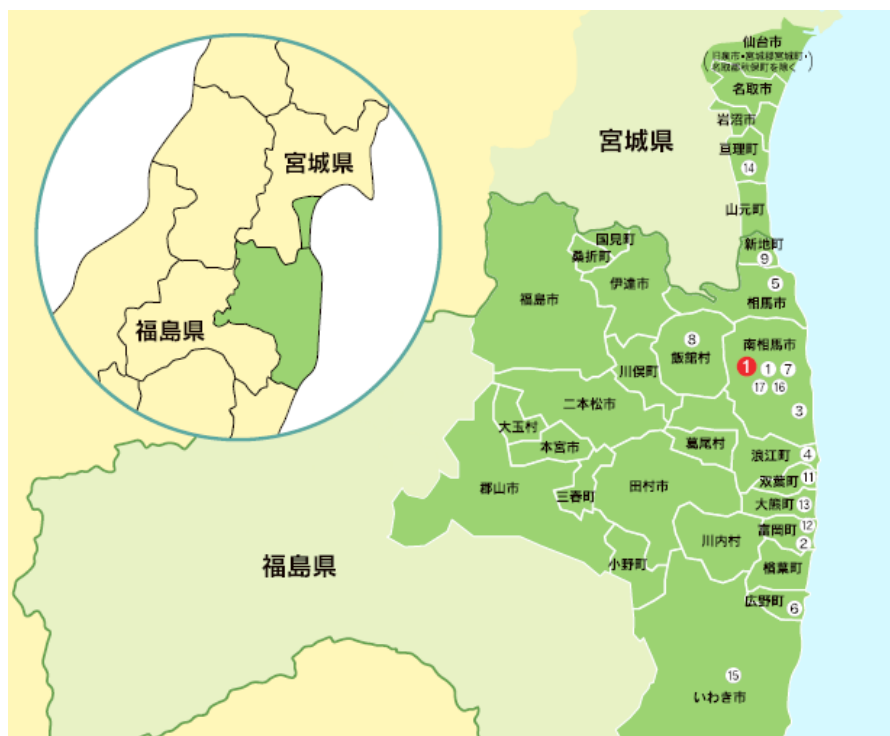 仙台市
(旧泉市・宮城郡宮城町・
名取郡秋保町を除く)
名取市
岩沼市
亘理町
⑭
山元町
新地町
⑨
⑤
相馬市
宮城県
宮城県
福島県
国見町
桑折町
伊達市
福島市
⑧
飯館村
川俣町
南相馬市
❶ ① ⑦
⑰ ⑯
③
二本松市
大玉村
本宮市
葛尾村
浪江町 ④
双葉町 ⑪
大熊町 ⑬
郡山市
三春町
田村市
富岡町 ⑫
②
川内村
楢葉町
小野町
広野町 ⑥
福島県
⑮
いわき市